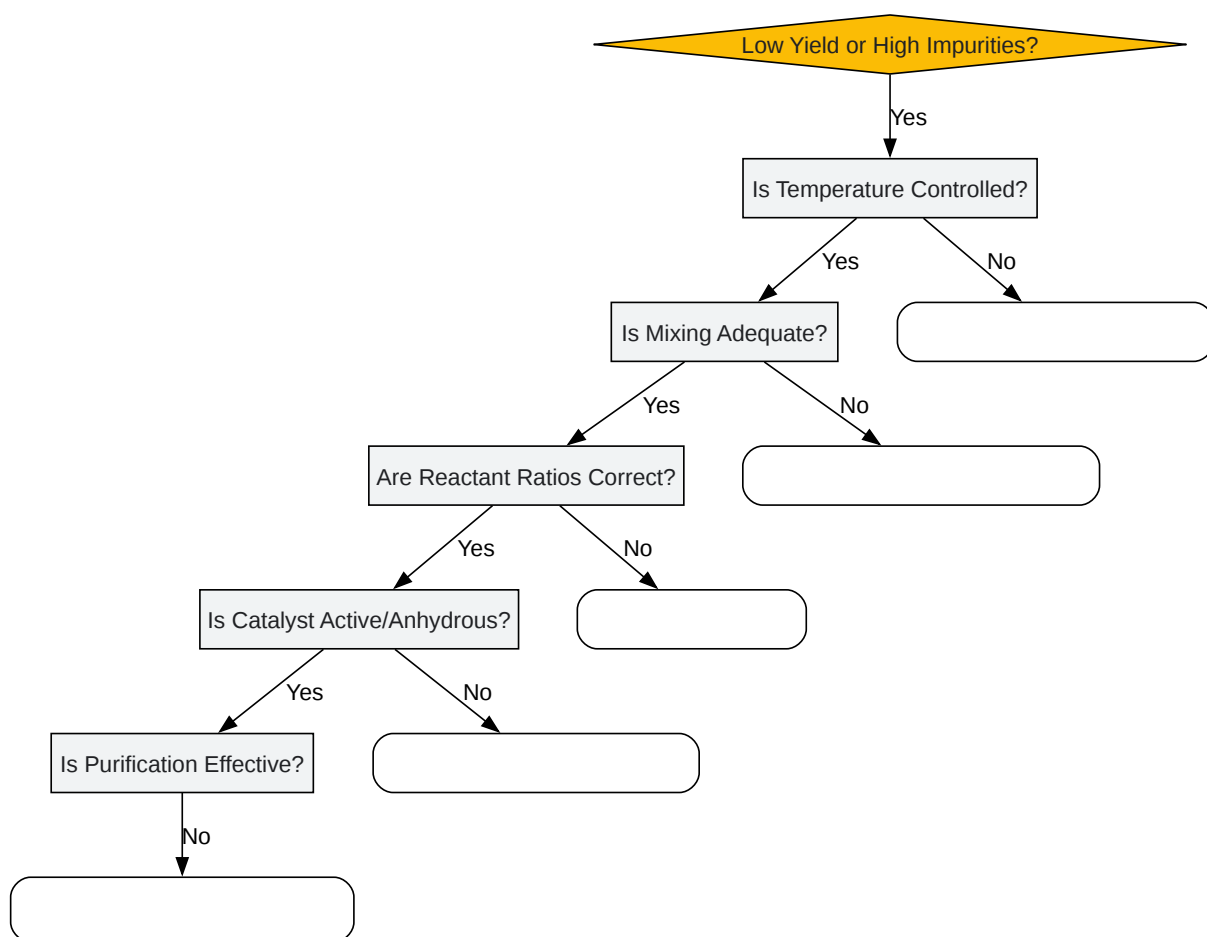 Low Yield or High Impurities?
Yes
Is Temperature Controlled?
Yes
No
Is Mixing Adequate?
Yes
No
Are Reactant Ratios Correct?
Yes
No
Is Catalyst Active/Anhydrous?
Yes
No
Is Purification Effective?
No